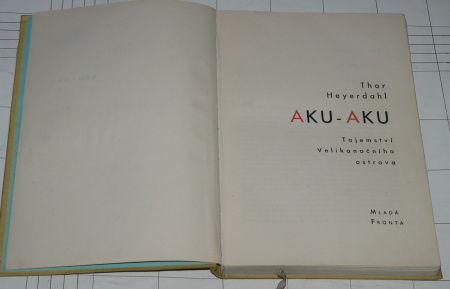 Thor
Heyerdahl
AKU-AKU
Tajemství
Velikonočního
ostrova
MLADÁ
FRONTA